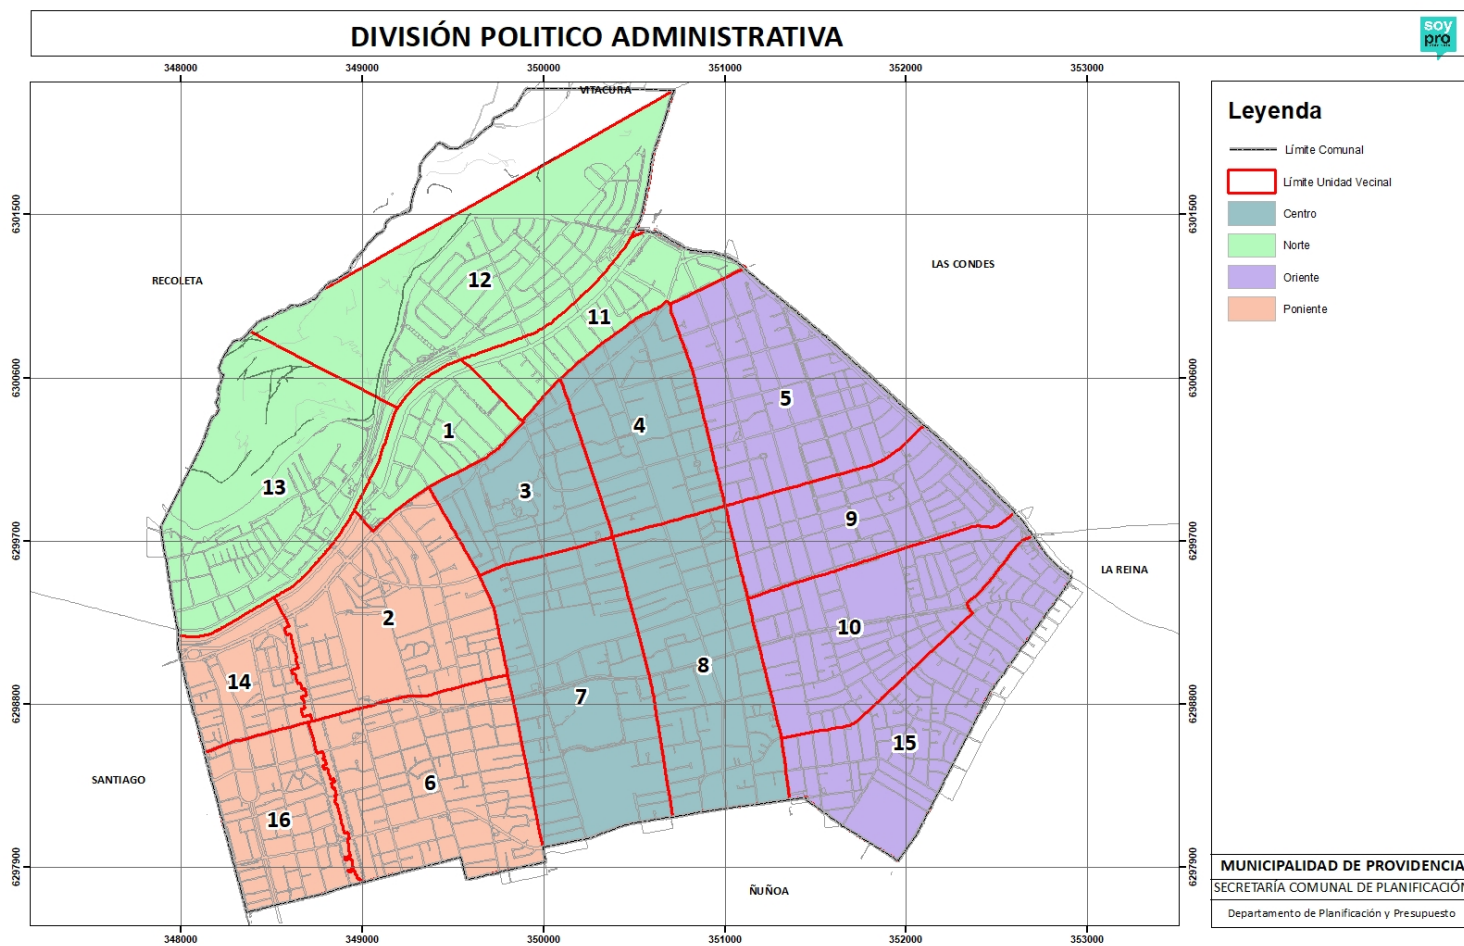 DIVISIÓN POLITICO ADMINISTRATIVA
soy
pro
348000 349000 350000 351000 352000 353000
VITACURA
6301500 6301500
RECOLETA
LAS CONDES
12
11
6300600 6300600
5
4
1
13
3
9
6299700 6299700
LA REINA
2
10
8
14
7
6298800 6298800
15
SANTIAGO
6
16
6297900 6297900
ÑUÑOA
348000 349000 350000 351000 352000 353000
Leyenda
Límite Comunal
Límite Unidad Vecinal
Centro
Norte
Oriente
Poniente
MUNICIPALIDAD DE PROVIDENCIA
SECRETARÍA COMUNAL DE PLANIFICACIÓN
Departamento de Planificación y Presupuesto